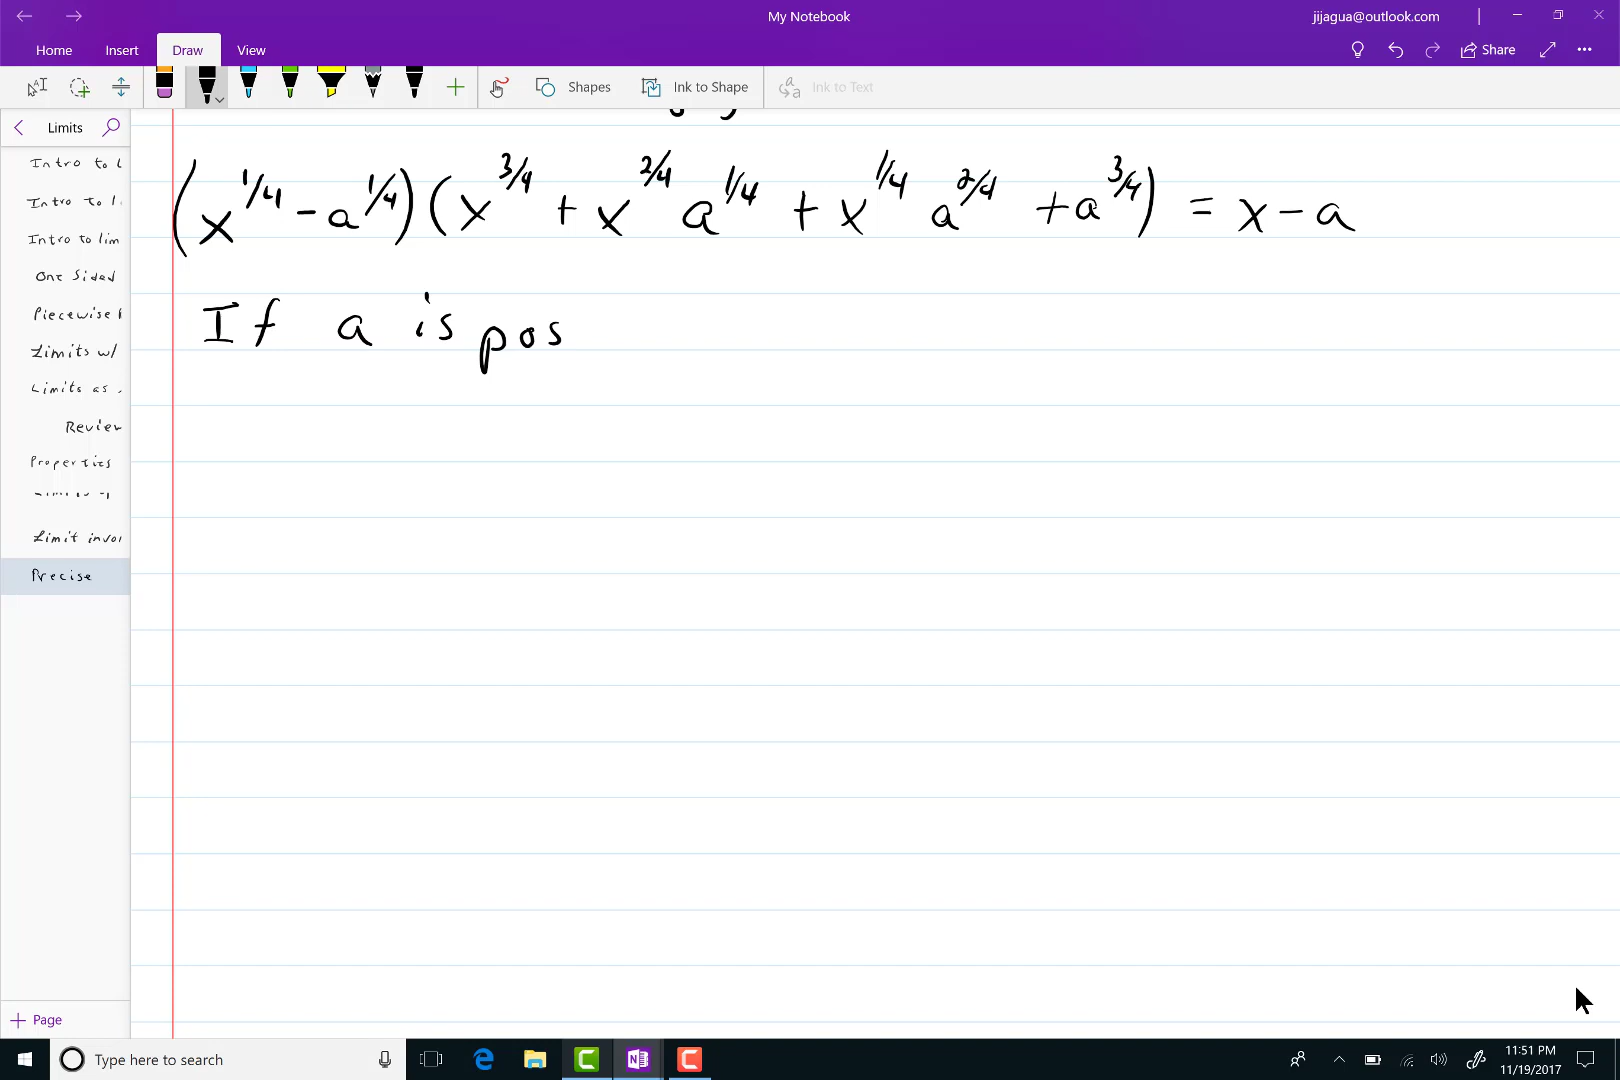 My Notebook
jijagua@outlook.com
Home Insert Draw View
Share
Shapes Ink to Shape Ink to Text
Limits
Intro to L
Intro to l
Intro to lim
One Sided
Piecewise
Limits w/
Limits as
Review
Properties
Limit invol
Precise
Page
(x^{1/4} - a^{1/4})(x^{3/4} + x^{2/4} a^{1/4} + x^{1/4} a^{2/4} + a^{3/4}) = x - a
If a is pos
Type here to search
11:51 PM
11/19/2017